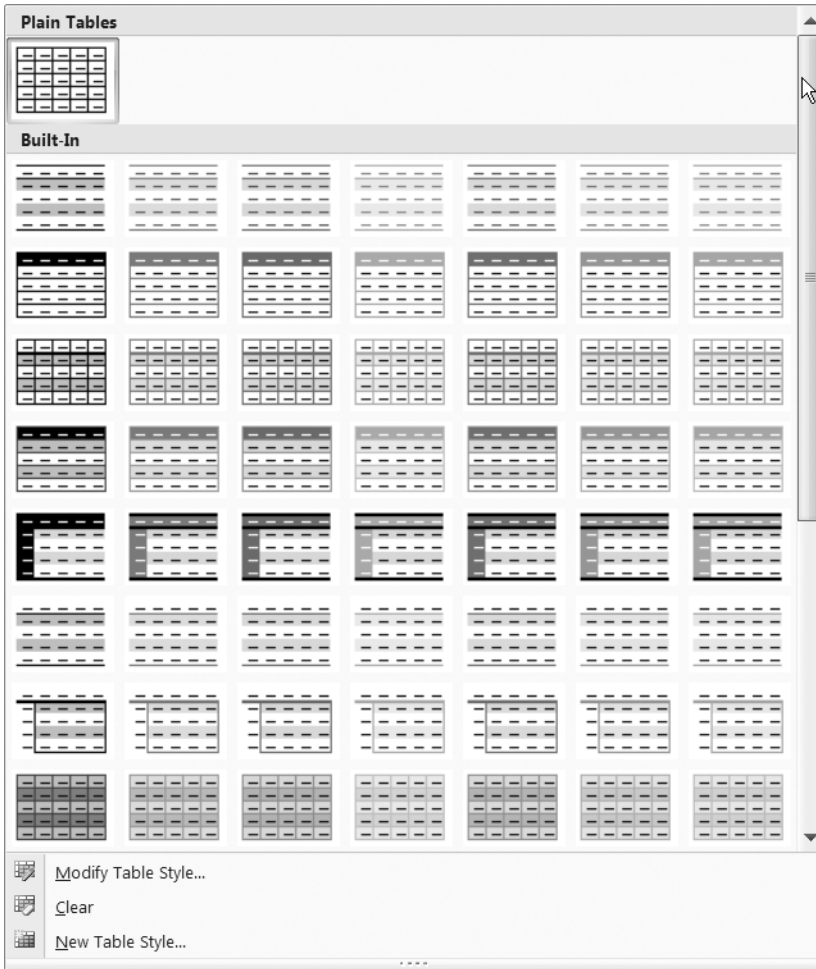 Plain Tables
Built-In
Modify Table Style...
Clear
New Table Style...